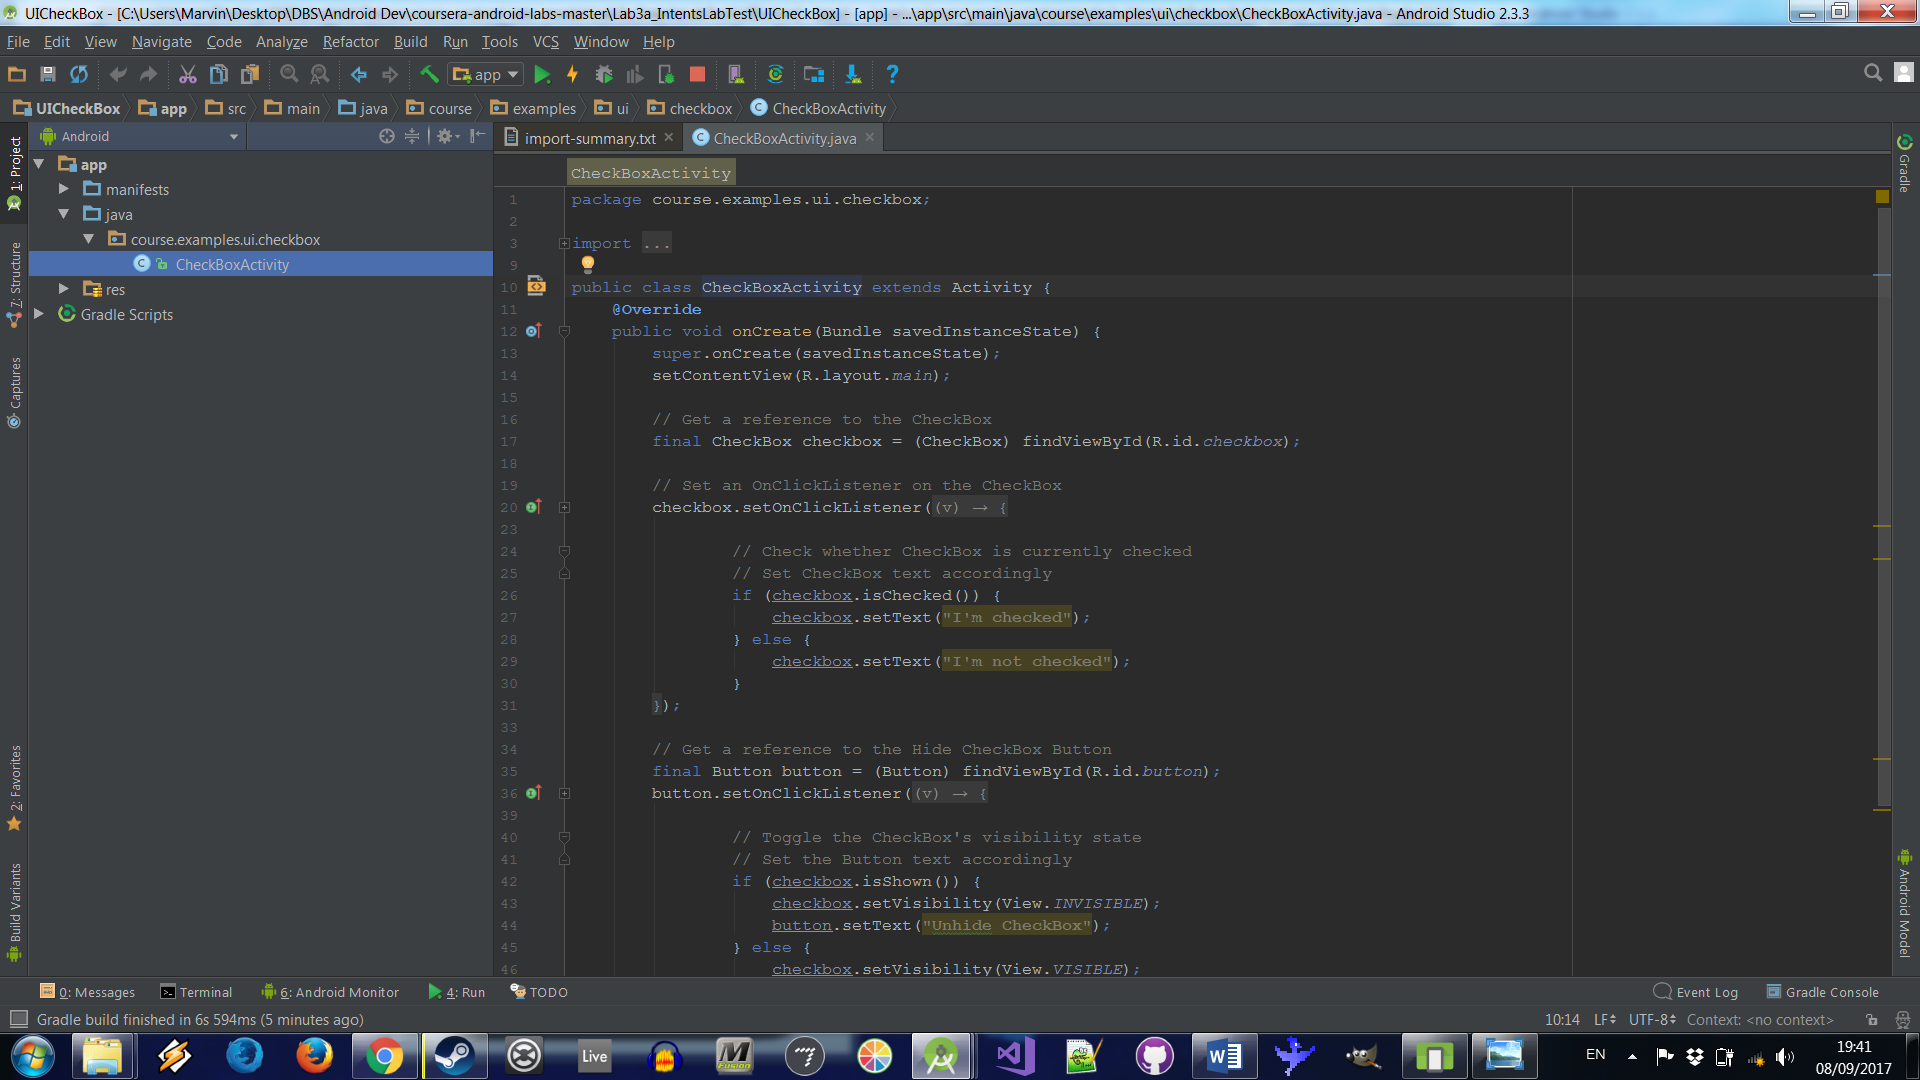 UICheckBox - [C:\Users\Marvin\Desktop\DBS\Android Dev\coursera-android-labs-master\Lab3a_IntentsLabTest\UICheckBox] - [app] - ...\app\src\main\java\course\examples\ui\checkbox\CheckBoxActivity.java - Android Studio 2.3.3
File Edit View Navigate Code Analyze Refactor Build Run Tools VCS Window Help
app
UICheckBox app src main java course examples ui checkbox CheckBoxActivity
Android
import-summary.txt CheckBoxActivity.java
1: Project
7: Structure
Captures
2: Favorites
Build Variants
app
manifests
java
course.examples.ui.checkbox
CheckBoxActivity
res
Gradle Scripts
CheckBoxActivity
1 package course.examples.ui.checkbox;
2
3 import ...
9
10 public class CheckBoxActivity extends Activity {
11 @Override
12 public void onCreate(Bundle savedInstanceState) {
13 super.onCreate(savedInstanceState);
14 setContentView(R.layout.main);
15
16 // Get a reference to the CheckBox
17 final CheckBox checkbox = (CheckBox) findViewById(R.id.checkbox);
18
19 // Set an OnClickListener on the CheckBox
20 checkbox.setOnClickListener((v) → {
23
24 // Check whether CheckBox is currently checked
25 // Set CheckBox text accordingly
26 if (checkbox.isChecked()) {
27 checkbox.setText("I'm checked");
28 } else {
29 checkbox.setText("I'm not checked");
30 }
31 });
33
34 // Get a reference to the Hide CheckBox Button
35 final Button button = (Button) findViewById(R.id.button);
36 button.setOnClickListener((v) → {
39
40 // Toggle the CheckBox's visibility state
41 // Set the Button text accordingly
42 if (checkbox.isShown()) {
43 checkbox.setVisibility(View.INVISIBLE);
44 button.setText("Unhide CheckBox");
45 } else {
46 checkbox.setVisibility(View.VISIBLE);
Gradle
Android Model
0: Messages Terminal 6: Android Monitor 4: Run TODO Event Log Gradle Console
Gradle build finished in 6s 594ms (5 minutes ago) 10:14 LF UTF-8 Context: <no context>
Live
EN
19:41
08/09/2017